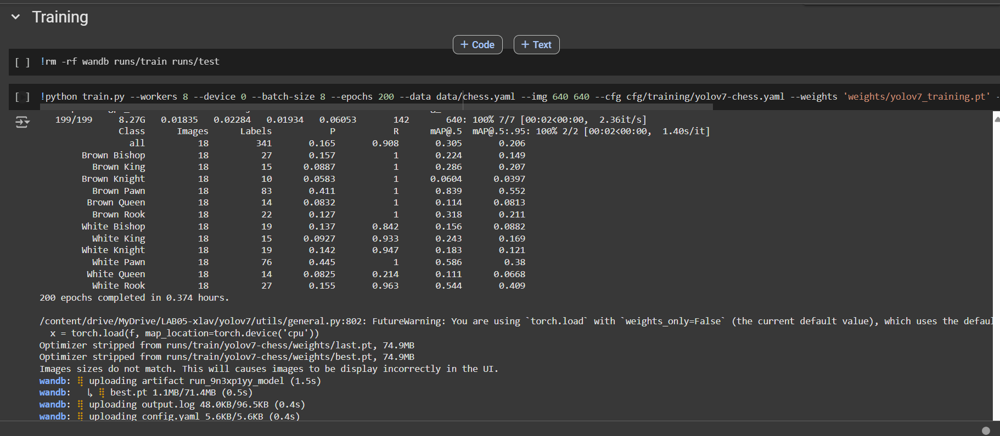 Training
+ Code + Text
[ ] !rm -rf wandb runs/train runs/test
[ ] !python train.py --workers 8 --device 0 --batch-size 8 --epochs 200 --data data/chess.yaml --img 640 640 --cfg cfg/training/yolov7-chess.yaml --weights 'weights/yolov7_training.pt' -
199/199 8.27G 0.01835 0.02284 0.01934 0.06053 142 640: 100% 7/7 [00:02<00:00, 2.36it/s]
Class Images Labels P R mAP@.5 mAP@.5:.95: 100% 2/2 [00:02<00:00, 1.40s/it]
all 18 341 0.165 0.908 0.305 0.206
Brown Bishop 18 27 0.157 1 0.224 0.149
Brown King 18 15 0.0887 1 0.286 0.207
Brown Knight 18 10 0.0583 1 0.0604 0.0397
Brown Pawn 18 83 0.411 1 0.839 0.552
Brown Queen 18 14 0.0832 1 0.114 0.0813
Brown Rook 18 22 0.127 1 0.318 0.211
White Bishop 18 19 0.137 0.842 0.156 0.0882
White King 18 15 0.0927 0.933 0.243 0.169
White Knight 18 19 0.142 0.947 0.183 0.121
White Pawn 18 76 0.445 1 0.586 0.38
White Queen 18 14 0.0825 0.214 0.111 0.0668
White Rook 18 27 0.155 0.963 0.544 0.409
200 epochs completed in 0.374 hours.
/content/drive/MyDrive/LAB05-xlav/yolov7/utils/general.py:802: FutureWarning: You are using `torch.load` with `weights_only=False` (the current default value), which uses the defaul
x = torch.load(f, map_location=torch.device('cpu'))
Optimizer stripped from runs/train/yolov7-chess/weights/last.pt, 74.9MB
Optimizer stripped from runs/train/yolov7-chess/weights/best.pt, 74.9MB
Images sizes do not match. This will causes images to be display incorrectly in the UI.
wandb: ⣿ uploading artifact run_9n3xp1yy_model (1.5s)
wandb: ↳ ⣿ best.pt 1.1MB/71.4MB (0.5s)
wandb: ⣿ uploading output.log 48.0KB/96.5KB (0.4s)
wandb: ⣿ uploading config.yaml 5.6KB/5.6KB (0.4s)